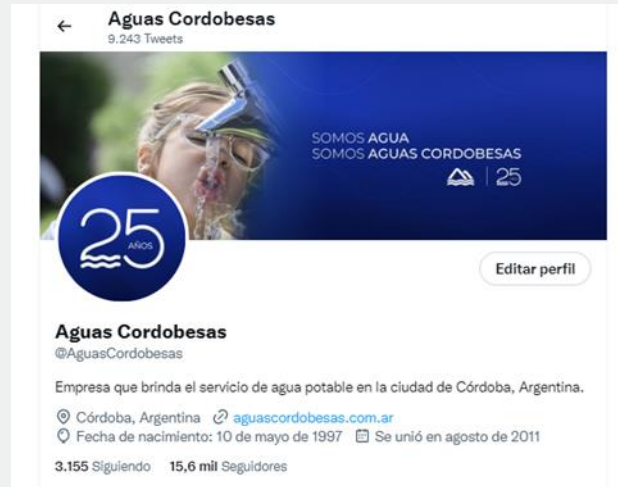 Aguas Cordobesas
9.243 Tweets
SOMOS AGUA
SOMOS AGUAS CORDOBESAS
25
25
AÑOS
Editar perfil
Aguas Cordobesas
@AguasCordobesas
Empresa que brinda el servicio de agua potable en la ciudad de Córdoba, Argentina.
Córdoba, Argentina aguascordobesas.com.ar
Fecha de nacimiento: 10 de mayo de 1997 Se unió en agosto de 2011
3.155 Siguiendo 15,6 mil Seguidores